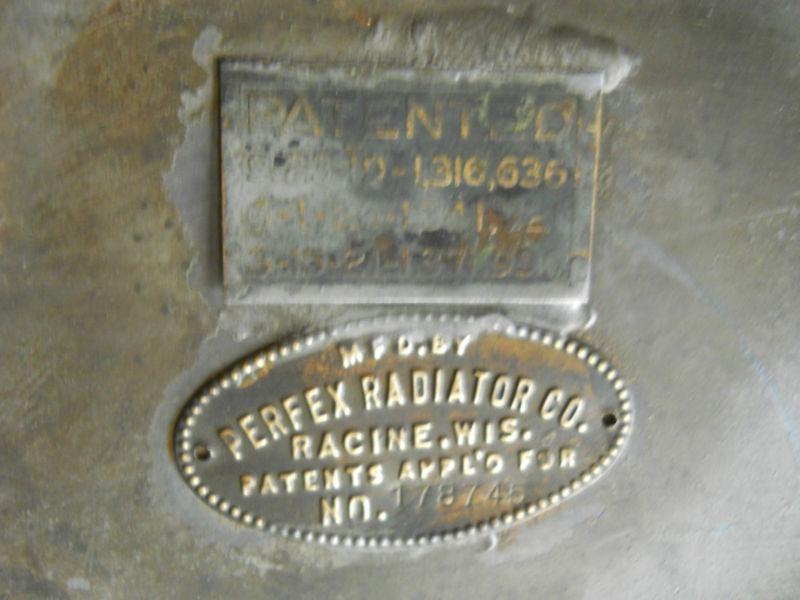 PATENTED
1,316,636
MFD. BY
PERFEX RADIATOR CO.
RACINE. WIS.
PATENTS APPL'D FOR
NO. 178745